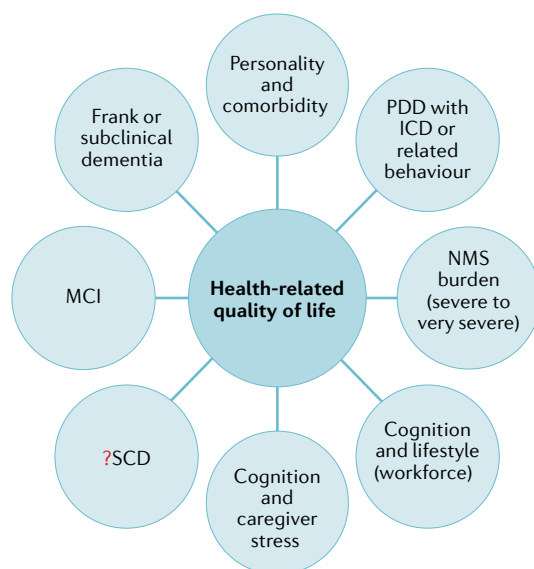 Personality
and
comorbidity
PDD with
ICD or
related
behaviour
NMS
burden
(severe to
very severe)
Cognition
and lifestyle
(workforce)
Cognition
and
caregiver
stress
?SCD
MCI
Frank or
subclinical
dementia
Health-related
quality of life